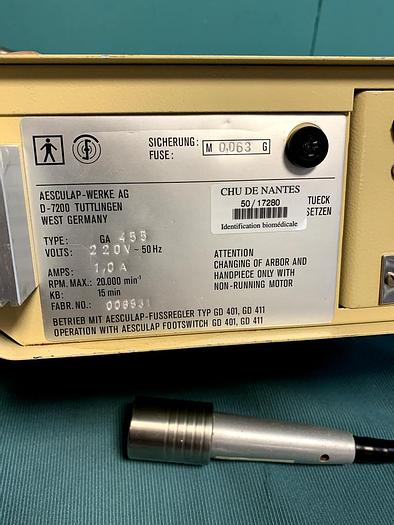 SICHERUNG:
FUSE: M 0,063 G
AESCULAP-WERKE AG
D-7200 TUTTLINGEN
WEST GERMANY
CHU DE NANTES
50/17280
Identification biomédicale
TUECK
SETZEN
TYPE: GA 455
VOLTS: 220V~50Hz
AMPS: 1,0A
RPM. MAX.: 20.000 min⁻¹
KB: 15 min
FABR. NO.:
ATTENTION
CHANGING OF ARBOR AND
HANDPIECE ONLY WITH
NON-RUNNING MOTOR
BETRIEB MIT AESCULAP-FUSSREGLER TYP GD 401, GD 411
OPERATION WITH AESCULAP FOOTSWITCH GD 401, GD 411